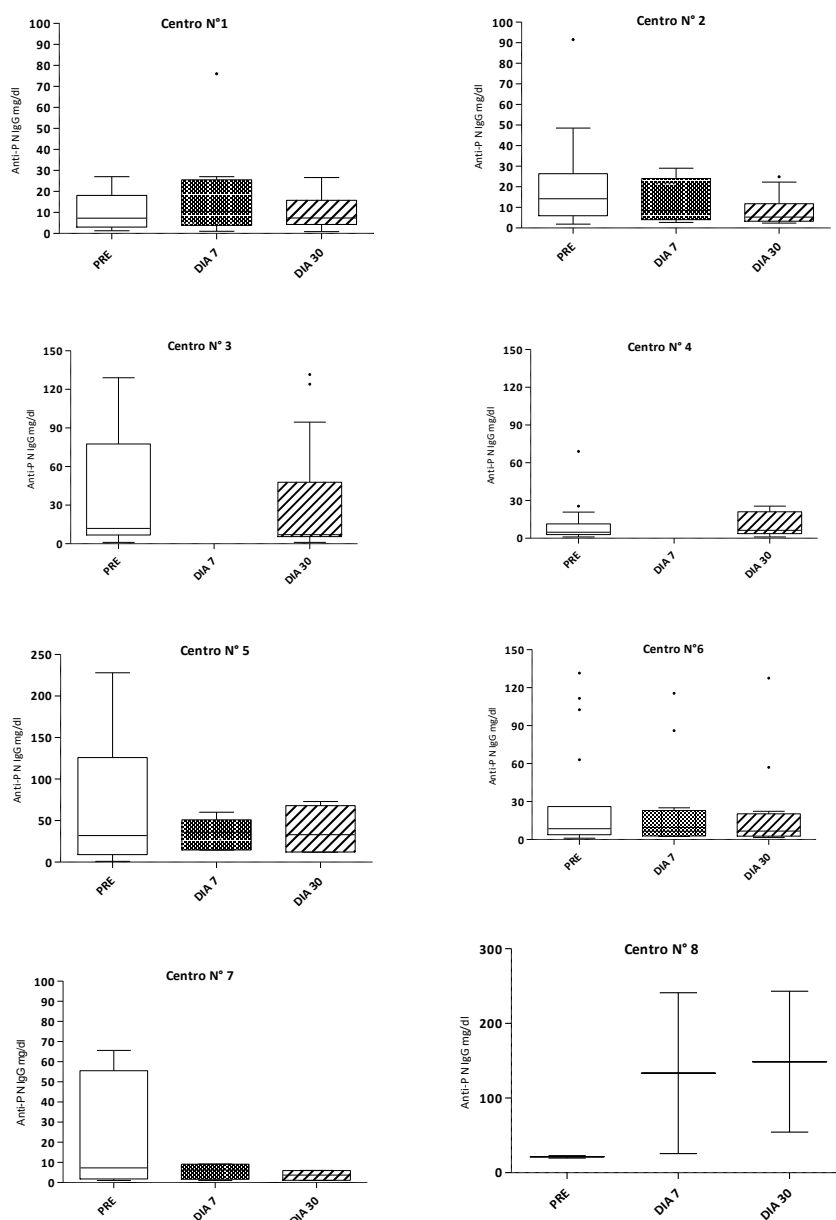 Centro N°1
Anti-P N IgG mg/dl
100
90
80
70
60
50
40
30
20
10
0
PRE
DIA 7
DIA 30
Centro N° 2
Anti-P N IgG mg/dl
100
90
80
70
60
50
40
30
20
10
0
PRE
DIA 7
DIA 30
Centro N° 3
Anti-P N IgG mg/dl
150
120
90
60
30
0
PRE
DIA 7
DIA 30
Centro N° 4
Anti-P N IgG mg/dl
150
120
90
60
30
0
PRE
DIA 7
DIA 30
Centro N° 5
Anti-P N IgG mg/dl
250
200
150
100
50
0
PRE
DIA 7
DIA 30
Centro N°6
Anti-P N IgG mg/dl
150
120
90
60
30
0
PRE
DIA 7
DIA 30
Centro N° 7
Anti-P N IgG mg/dl
100
90
80
70
60
50
40
30
20
10
0
PRE
DIA 7
DIA 30
Centro N° 8
Anti-P N IgG mg/dl
300
200
100
0
PRE
DIA 7
DIA 30